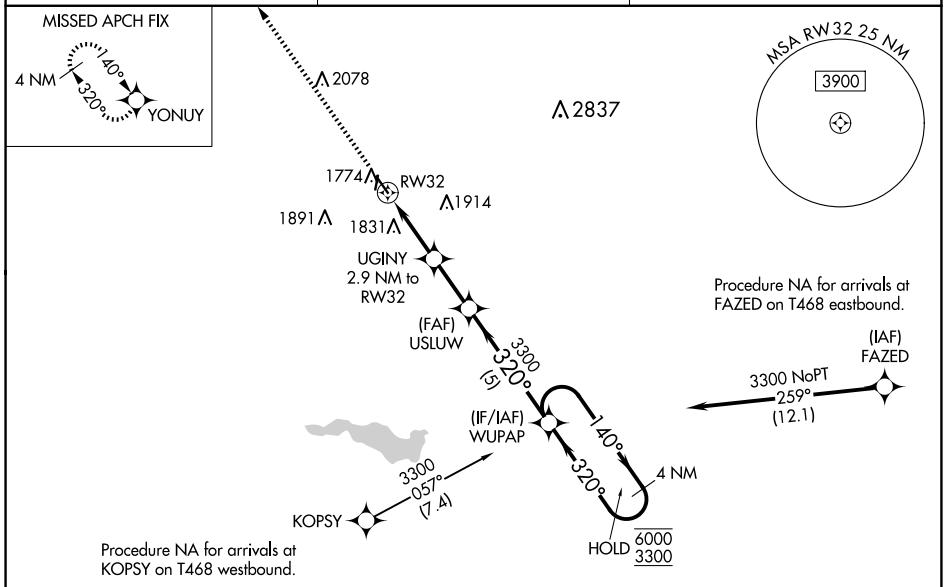 MISSED APCH FIX
4 NM
140°
320°
YONUY
2078
2837
MSA RW32 25 NM
3900
1774
RW32
1914
1891
1831
UGINY
2.9 NM to
RW32
(FAF)
USLUW
Procedure NA for arrivals at
FAZED on T468 eastbound.
(IAF)
FAZED
3300 NoPT
259°
(12.1)
3300
320°
(5)
(IF/IAF)
WUPAP
140°
320°
4 NM
HOLD
6000
3300
3300
057°
(7.4)
KOPSY
Procedure NA for arrivals at
KOPSY on T468 westbound.